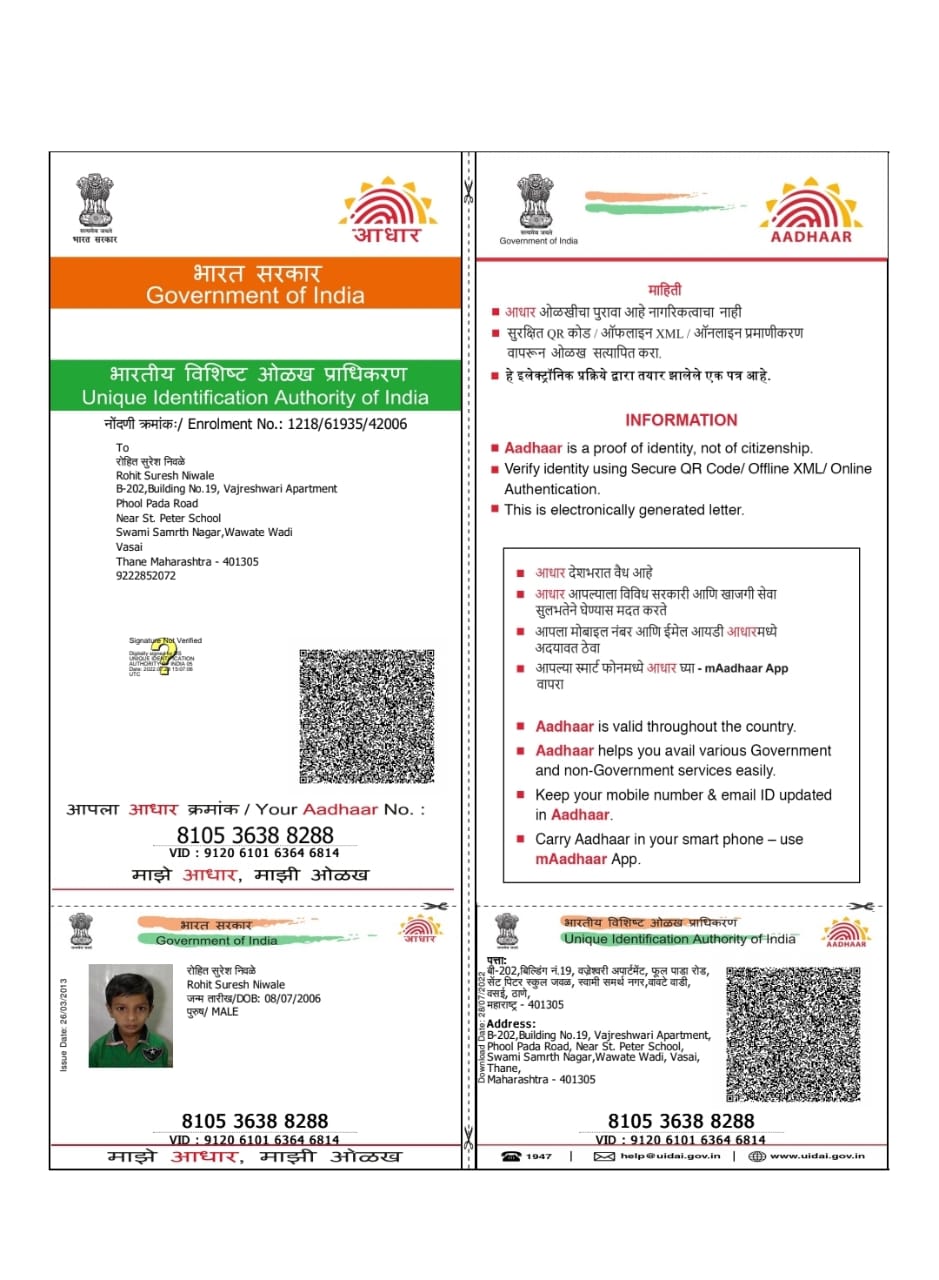 सत्यमेव जयते
भारत सरकार
आधार
भारत सरकार
Government of India
भारतीय विशिष्ट ओळख प्राधिकरण
Unique Identification Authority of India
नोंदणी क्रमांकः/ Enrolment No.: 1218/61935/42006
To
रोहित सुरेश निवळे
Rohit Suresh Niwale
B-202,Building No.19, Vajreshwari Apartment
Phool Pada Road
Near St. Peter School
Swami Samrth Nagar,Wawate Wadi
Vasai
Thane Maharashtra - 401305
9222852072
Signature Not Verified
Digitally signed by
UNIQUE IDENTIFICATION
AUTHORITY OF INDIA 05
Date: 2022.07.28 15:07:06
UTC
आपला आधार क्रमांक / Your Aadhaar No. :
8105 3638 8288
VID : 9120 6101 6364 6814
माझे आधार, माझी ओळख
सत्यमेव जयते
Government of India
AADHAAR
माहिती
आधार ओळखीचा पुरावा आहे नागरिकत्वाचा नाही
सुरक्षित QR कोड / ऑफलाइन XML / ऑनलाइन प्रमाणीकरण
वापरून ओळख सत्यापित करा.
हे इलेक्ट्रॉनिक प्रक्रिये द्वारा तयार झालेले एक पत्र आहे.
INFORMATION
Aadhaar is a proof of identity, not of citizenship.
Verify identity using Secure QR Code/ Offline XML/ Online
Authentication.
This is electronically generated letter.
आधार देशभरात वैध आहे
आधार आपल्याला विविध सरकारी आणि खाजगी सेवा
सुलभतेने घेण्यास मदत करते
आपला मोबाइल नंबर आणि ईमेल आयडी आधारमध्ये
अदयावत ठेवा
आपल्या स्मार्ट फोनमध्ये आधार घ्या - mAadhaar App
वापरा
Aadhaar is valid throughout the country.
Aadhaar helps you avail various Government
and non-Government services easily.
Keep your mobile number & email ID updated
in Aadhaar.
Carry Aadhaar in your smart phone – use
mAadhaar App.
भारत सरकार
Government of India
आधार
Issue Date: 26/03/2013
रोहित सुरेश निवळे
Rohit Suresh Niwale
जन्म तारीख/DOB: 08/07/2006
पुरुष/ MALE
8105 3638 8288
VID : 9120 6101 6364 6814
माझे आधार, माझी ओळख
भारतीय विशिष्ट ओळख प्राधिकरण
Unique Identification Authority of India
AADHAAR
Download Date: 28/07/2022
पत्ता:
बी-202,बिल्डिंग नं.19, वज्रेश्वरी अपार्टमेंट, फूल पाडा रोड,
सेंट पिटर स्कुल जवळ, स्वामी समर्थ नगर,वावटे वाडी,
वसई, ठाणे,
महाराष्ट्र - 401305
Address:
B-202,Building No.19, Vajreshwari Apartment,
Phool Pada Road, Near St. Peter School,
Swami Samrth Nagar,Wawate Wadi, Vasai,
Thane,
Maharashtra - 401305
8105 3638 8288
VID : 9120 6101 6364 6814
1947 | help@uidai.gov.in | www.uidai.gov.in